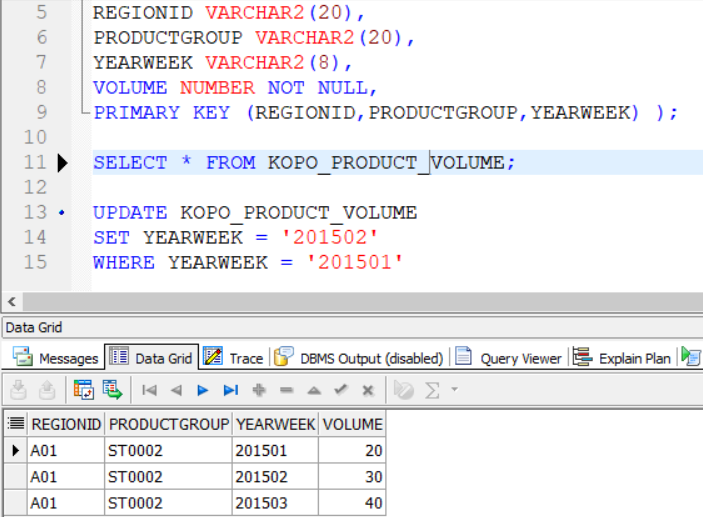 5 REGIONID VARCHAR2(20),
6 PRODUCTGROUP VARCHAR2(20),
7 YEARWEEK VARCHAR2(8),
8 VOLUME NUMBER NOT NULL,
9 PRIMARY KEY (REGIONID,PRODUCTGROUP,YEARWEEK) );
10
11 SELECT * FROM KOPO_PRODUCT_VOLUME;
12
13 UPDATE KOPO_PRODUCT_VOLUME
14 SET YEARWEEK = '201502'
15 WHERE YEARWEEK = '201501'
Data Grid
Messages Data Grid Trace DBMS Output (disabled) Query Viewer Explain Plan
REGIONID PRODUCTGROUP YEARWEEK VOLUME
A01 ST0002 201501 20
A01 ST0002 201502 30
A01 ST0002 201503 40